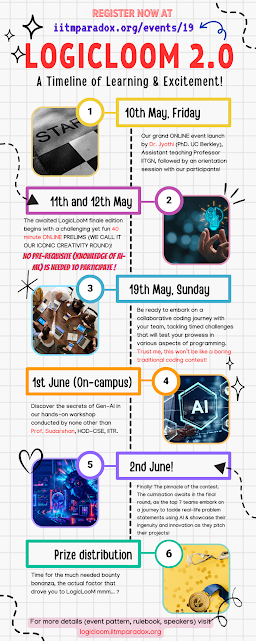 REGISTER NOW AT
iitmparadox.org/events/19
LOGICLOOM 2.0
A Timeline of Learning & Excitement!
1
10th May, Friday
START
Our grand ONLINE event launch
by Dr. Jyothi (PhD. UC Berkley),
Assistant teaching Professor
IITGN, followed by an orientation
session with our participants!
11th and 12th May
2
The awaited LogicLooM finale edition
begins with a challenging yet fun 40
minute ONLINE PRELIMS (WE CALL IT
OUR ICONIC CREATIVITY ROUND)!
NO PRE-REQUISITE (KNOWLEDGE OF AI-
ML) IS NEEDED TO PARTICIPATE !
3
19th May, Sunday
Be ready to embark on a
collaborative coding journey with
your team, tackling timed challenges
that will test your prowess in
various aspects of programming.
Trust me, this won't be like a boring
traditional coding contest!
1st June (On-campus)
4
Discover the secrets of Gen-AI in
our hands-on workshop
conducted by none other than
Prof. Sudarshan, HOD-CSE, IITR.
AI
5
2nd June!
Finally! The pinnacle of the contest.
The culmination awaits in the final
round, as the top 7 teams embark on
a journey to tackle real-life problem
statements using AI & showcase their
ingenuity and innovation as they pitch
their projects!
Prize distribution
6
Time for the much needed bounty
bonanza, the actual factor that
drove you to LogicLooM mmm... ?
For more details (event pattern, rulebook, speakers) visit
logicloom.iitmparadox.org